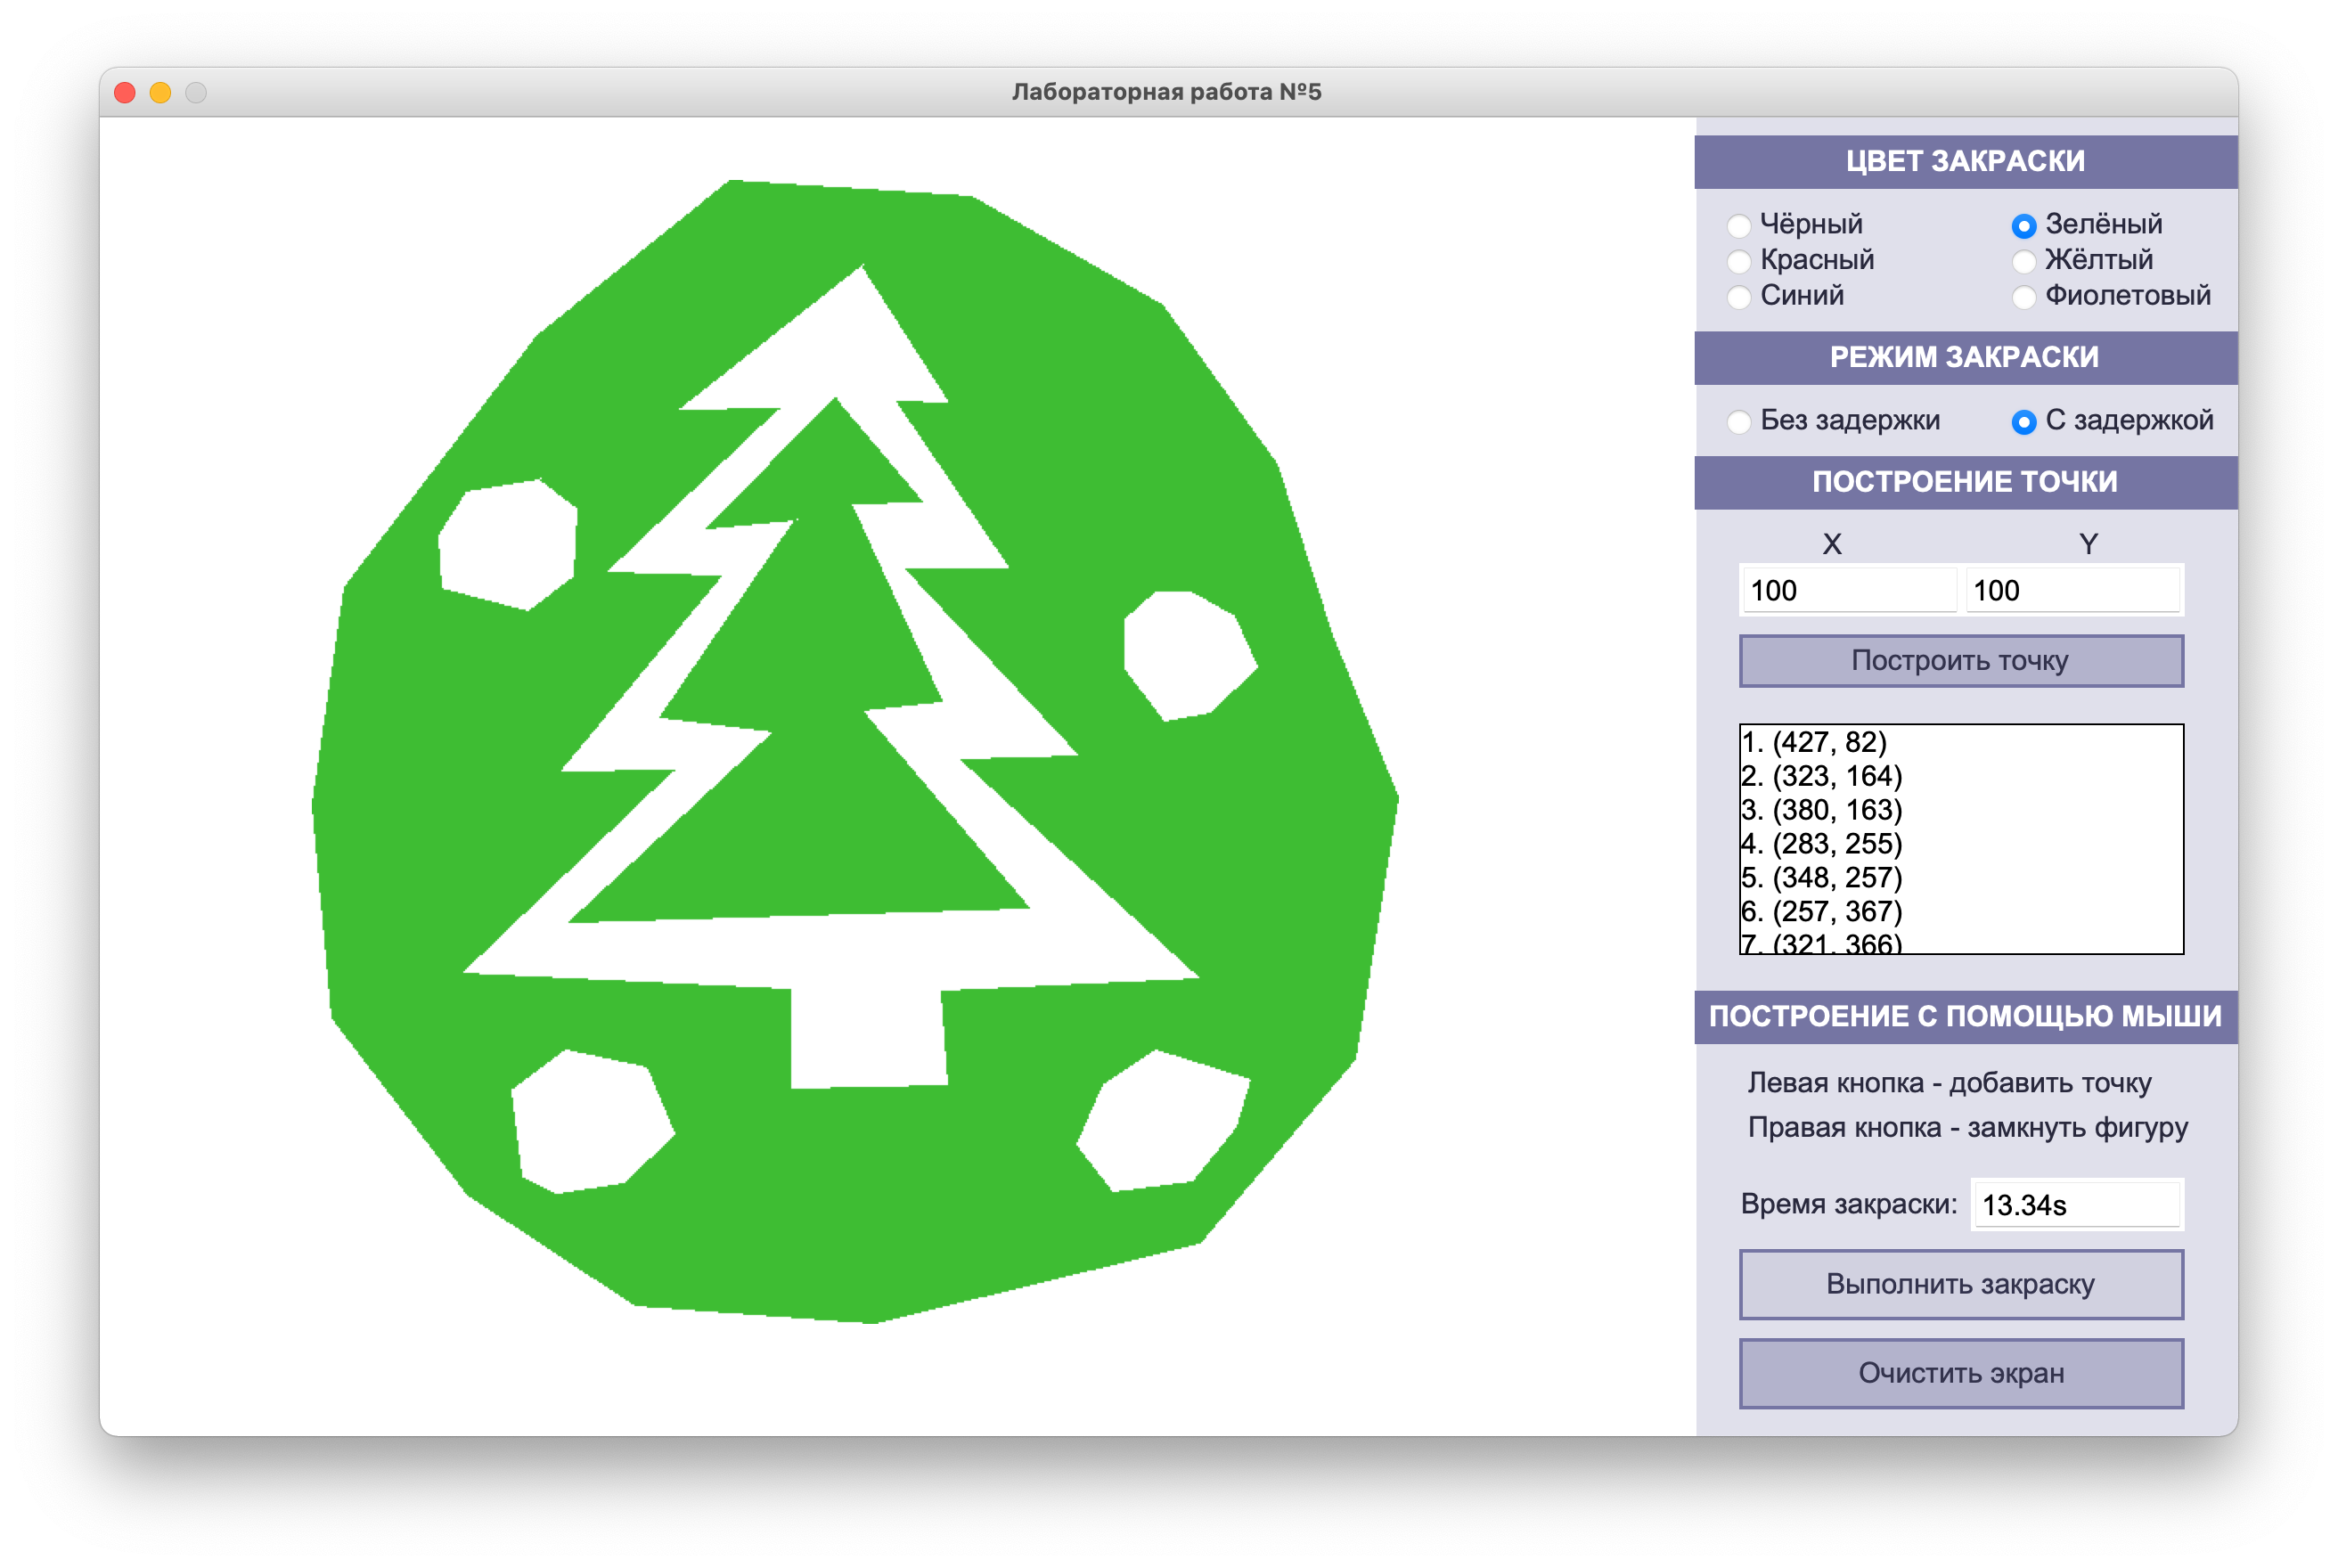 Лабораторная работа №5
ЦВЕТ ЗАКРАСКИ
Чёрный Зелёный
Красный Жёлтый
Синий Фиолетовый
РЕЖИМ ЗАКРАСКИ
Без задержки С задержкой
ПОСТРОЕНИЕ ТОЧКИ
X Y
100 100
Построить точку
1. (427, 82)
2. (323, 164)
3. (380, 163)
4. (283, 255)
5. (348, 257)
6. (257, 367)
7. (321, 366)
ПОСТРОЕНИЕ С ПОМОЩЬЮ МЫШИ
Левая кнопка - добавить точку
Правая кнопка - замкнуть фигуру
Время закраски: 13.34s
Выполнить закраску
Очистить экран